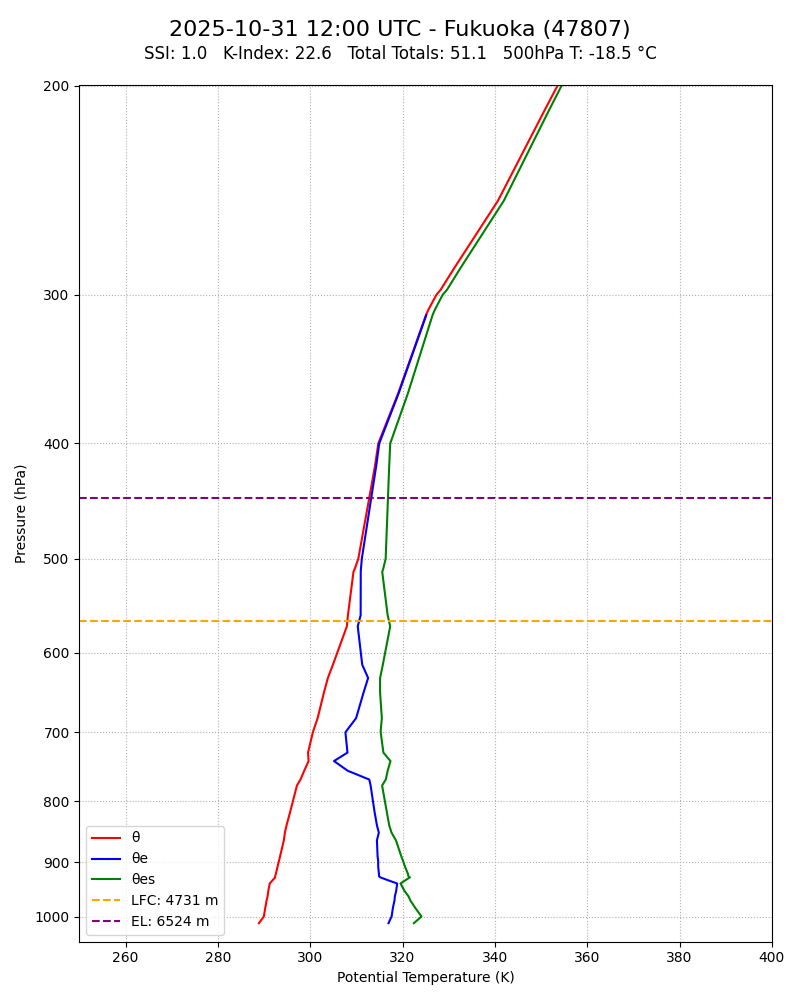 2025-10-31 12:00 UTC - Fukuoka (47807)
SSI: 1.0   K-Index: 22.6   Total Totals: 51.1   500hPa T: -18.5 °C
200
300
400
500
600
700
800
900
1000
Pressure (hPa)
θ
θe
θes
LFC: 4731 m
EL: 6524 m
260 280 300 320 340 360 380 400
Potential Temperature (K)